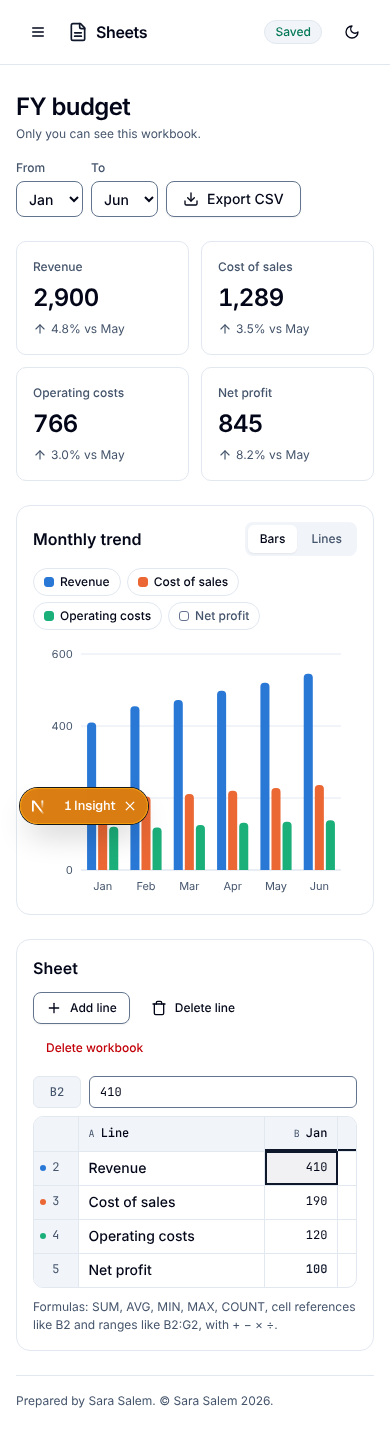 Sheets
Saved
FY budget
Only you can see this workbook.
From To
Jan Jun Export CSV
Revenue
2,900
↑ 4.8% vs May
Cost of sales
1,289
↑ 3.5% vs May
Operating costs
766
↑ 3.0% vs May
Net profit
845
↑ 8.2% vs May
Monthly trend
Bars Lines
Revenue Cost of sales
Operating costs Net profit
600
400
0
Jan Feb Mar Apr May Jun
N 1 Insight ×
Sheet
+ Add line Delete line
Delete workbook
B2 410
A Line B Jan
2 Revenue 410
3 Cost of sales 190
4 Operating costs 120
5 Net profit 100
Formulas: SUM, AVG, MIN, MAX, COUNT, cell references
like B2 and ranges like B2:G2, with + − × ÷.
Prepared by Sara Salem. © Sara Salem 2026.